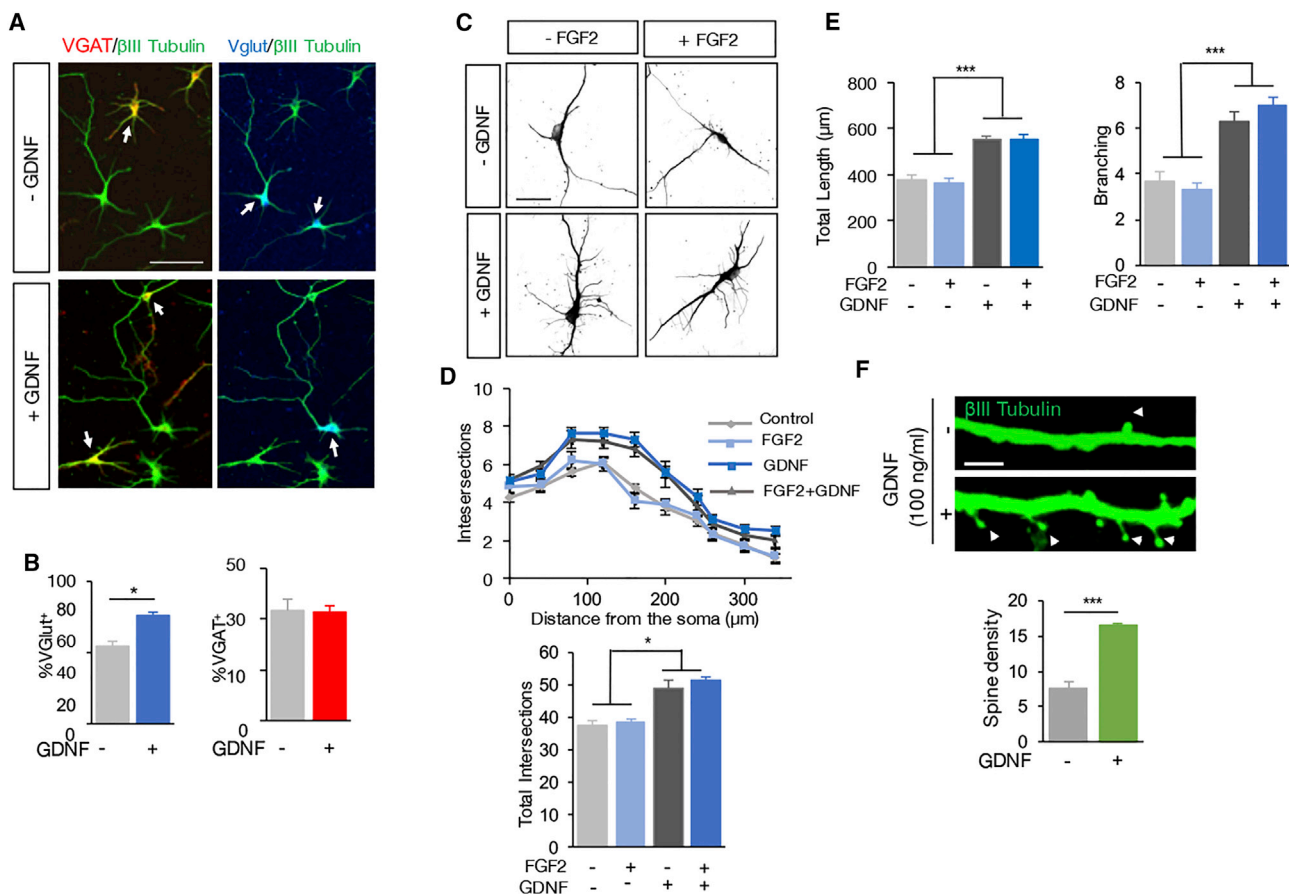 A
VGAT/βIII Tubulin
Vglut/βIII Tubulin
- GDNF
+ GDNF
B
%VGlut+
100
80
60
40
20
0
*
GDNF - +
%VGAT+
50
30
10
0
- +
C
- FGF2
+ FGF2
- GDNF
+ GDNF
D
Intesersections
10
8
6
4
2
0
0 100 200 300
Distance from the soma (µm)
Control
FGF2
GDNF
FGF2+GDNF
*
Total Intersections
60
50
40
30
20
10
0
FGF2 - + - +
GDNF - - + +
E
***
Total Length (µm)
800
600
400
200
0
FGF2 - + - +
GDNF - - + +
***
Branching
8
6
4
2
0
FGF2 - + - +
GDNF - - + +
F
βIII Tubulin
GDNF
(100 ng/ml)
-
+
***
Spine density
20
15
10
5
0
GDNF - +